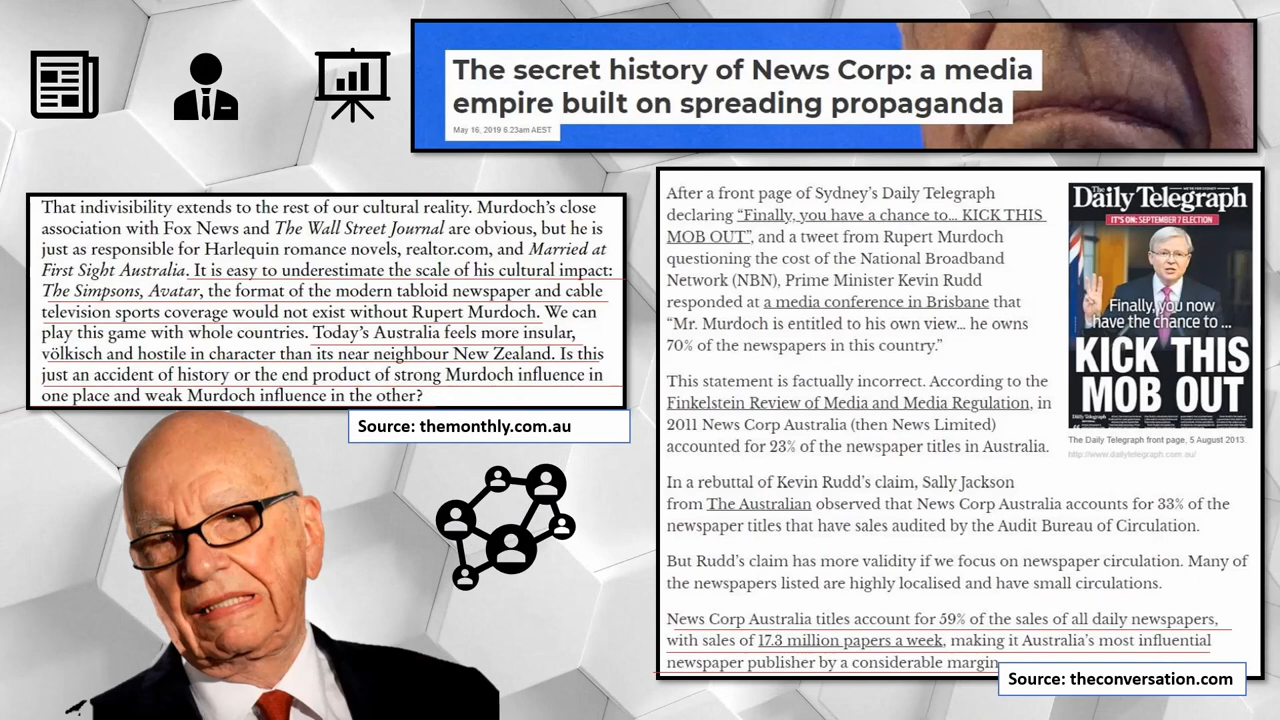 The secret history of News Corp: a media
empire built on spreading propaganda
May 16, 2019 6.23am AEST
That indivisibility extends to the rest of our cultural reality. Murdoch’s close
association with Fox News and The Wall Street Journal are obvious, but he is
just as responsible for Harlequin romance novels, realtor.com, and Married at
First Sight Australia. It is easy to underestimate the scale of his cultural impact:
The Simpsons, Avatar, the format of the modern tabloid newspaper and cable
television sports coverage would not exist without Rupert Murdoch. We can
play this game with whole countries. Today’s Australia feels more insular,
völkisch and hostile in character than its near neighbour New Zealand. Is this
just an accident of history or the end product of strong Murdoch influence in
one place and weak Murdoch influence in the other?
Source: themonthly.com.au
After a front page of Sydney’s Daily Telegraph
declaring “Finally, you have a chance to… KICK THIS
MOB OUT”, and a tweet from Rupert Murdoch
questioning the cost of the National Broadband
Network (NBN), Prime Minister Kevin Rudd
responded at a media conference in Brisbane that
“Mr. Murdoch is entitled to his own view… he owns
70% of the newspapers in this country.”
This statement is factually incorrect. According to the
Finkelstein Review of Media and Media Regulation, in
2011 News Corp Australia (then News Limited)
accounted for 23% of the newspaper titles in Australia.
In a rebuttal of Kevin Rudd’s claim, Sally Jackson
from The Australian observed that News Corp Australia accounts for 33% of the
newspaper titles that have sales audited by the Audit Bureau of Circulation.
But Rudd’s claim has more validity if we focus on newspaper circulation. Many of
the newspapers listed are highly localised and have small circulations.
News Corp Australia titles account for 59% of the sales of all daily newspapers,
with sales of 17.3 million papers a week, making it Australia’s most influential
newspaper publisher by a considerable margin
The
Daily Telegraph
IT'S ON: SEPTEMBER 7 ELECTION
Finally, you now
have the chance to ...
KICK THIS
MOB OUT
The Daily Telegraph front page, 5 August 2013.
http://www.dailytelegraph.com.au/
Source: theconversation.com